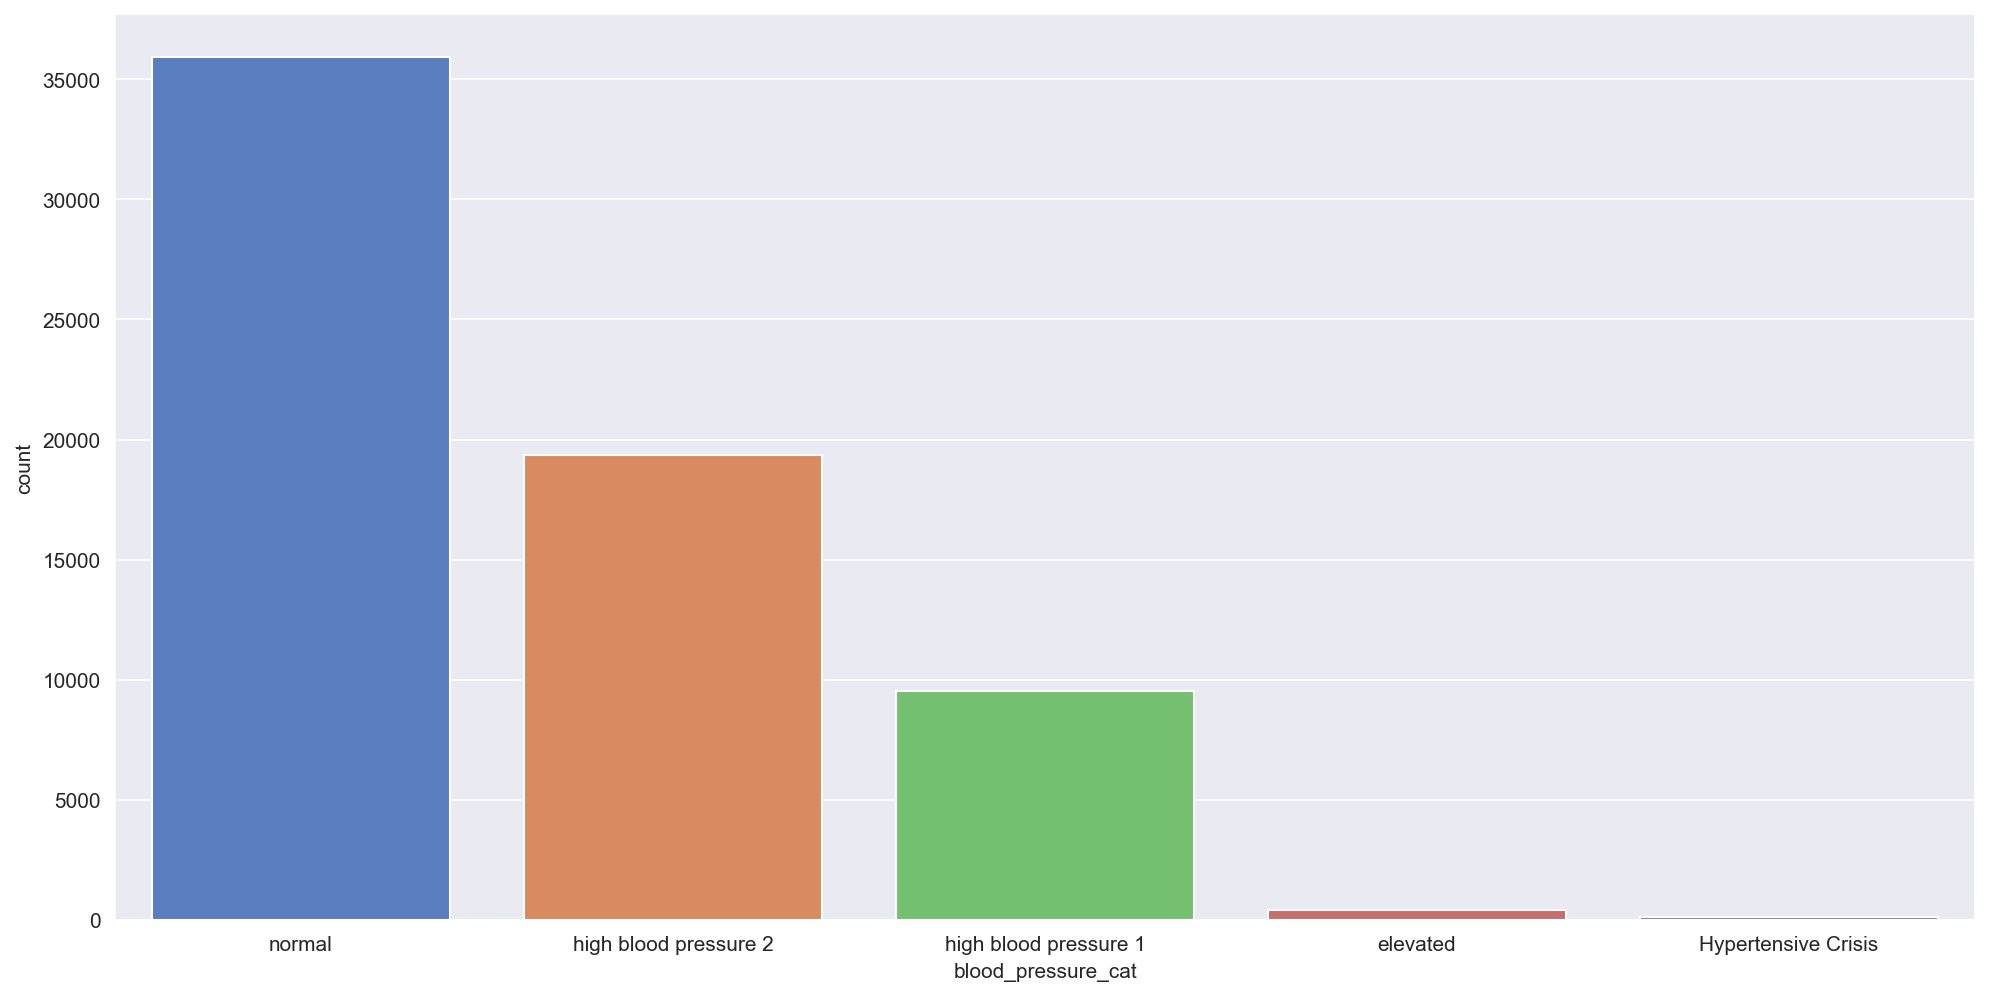 35000
30000
25000
20000
15000
10000
5000
0
count
normal
high blood pressure 2
high blood pressure 1
elevated
Hypertensive Crisis
blood_pressure_cat